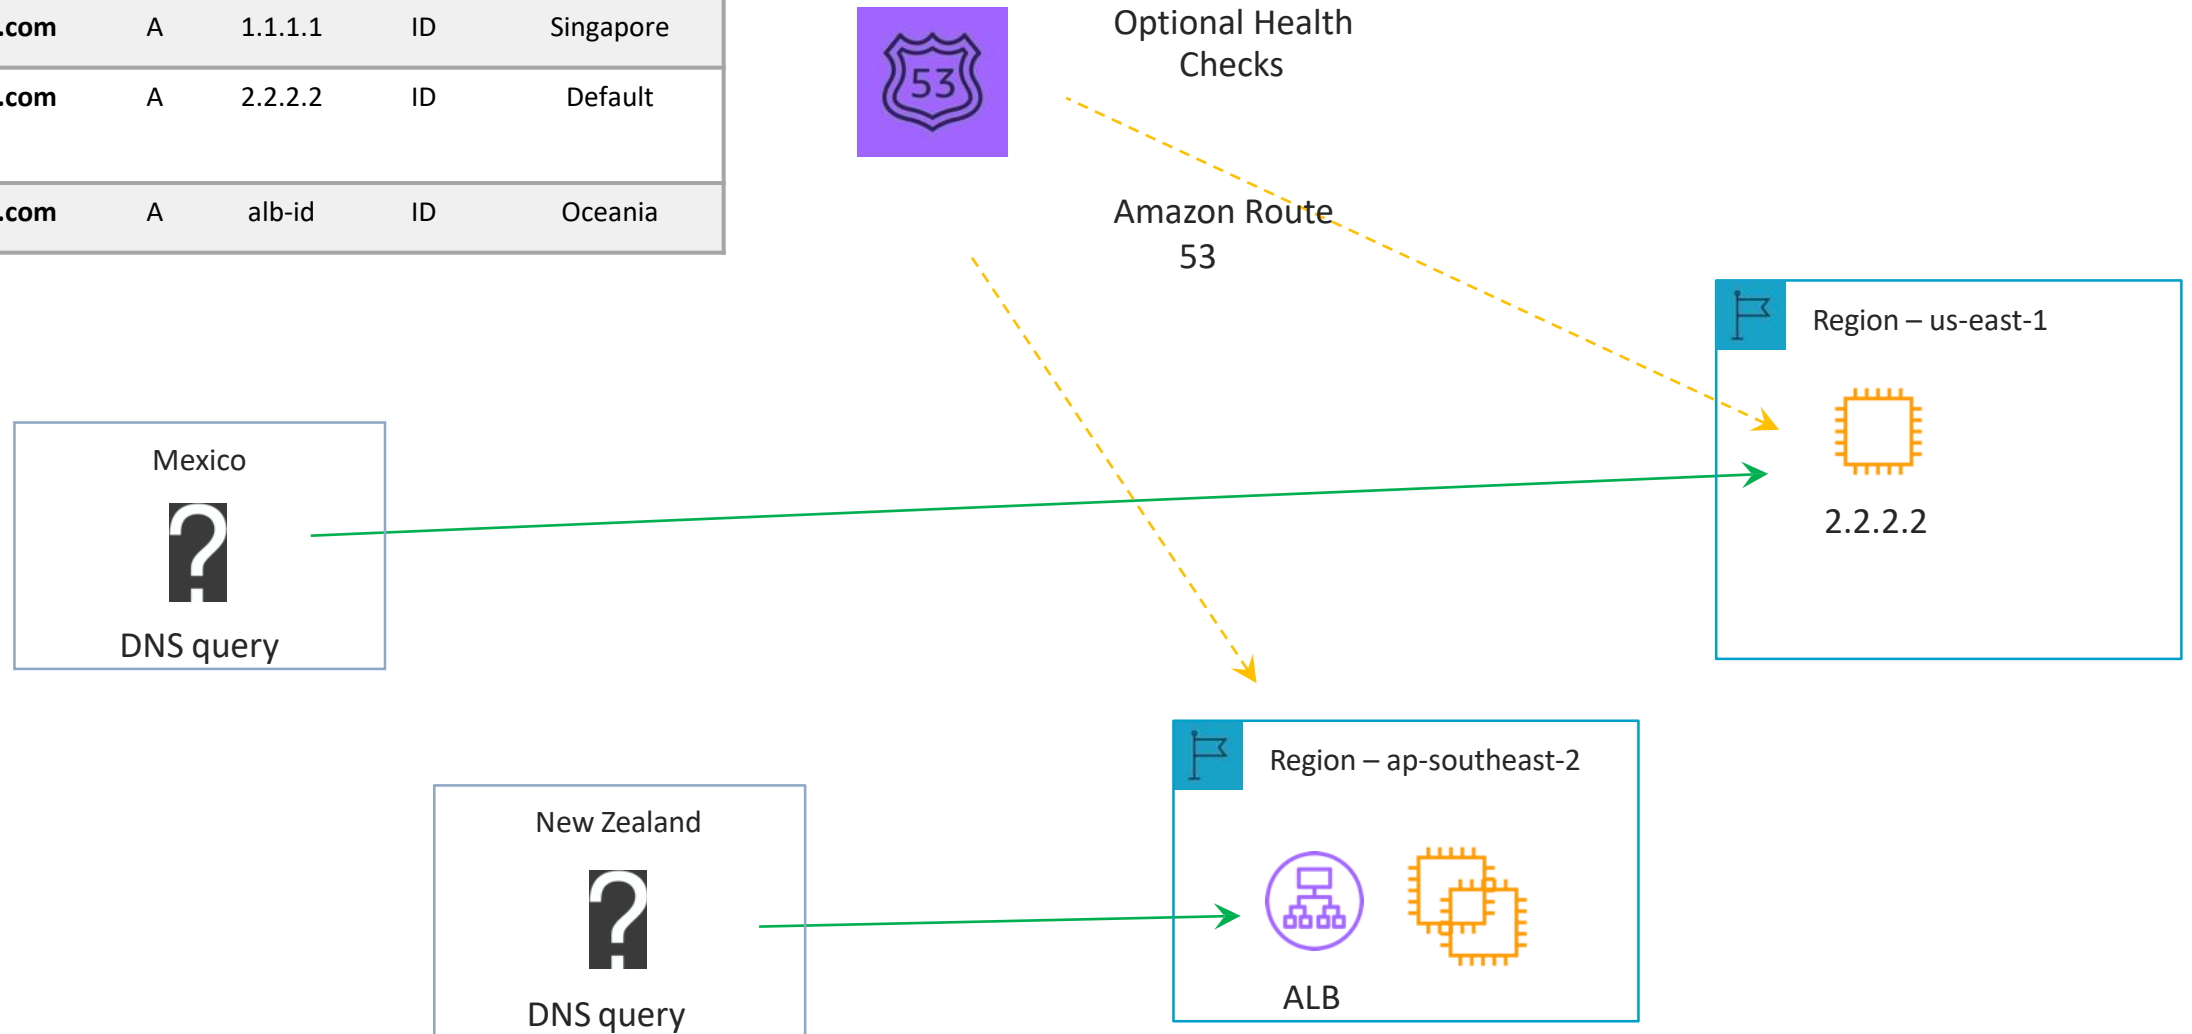 .com A 1.1.1.1 ID Singapore
.com A 2.2.2.2 ID Default
.com A alb-id ID Oceania
53
Optional Health
Checks
Amazon Route
53
Region – us-east-1
2.2.2.2
Mexico
DNS query
Region – ap-southeast-2
ALB
New Zealand
DNS query